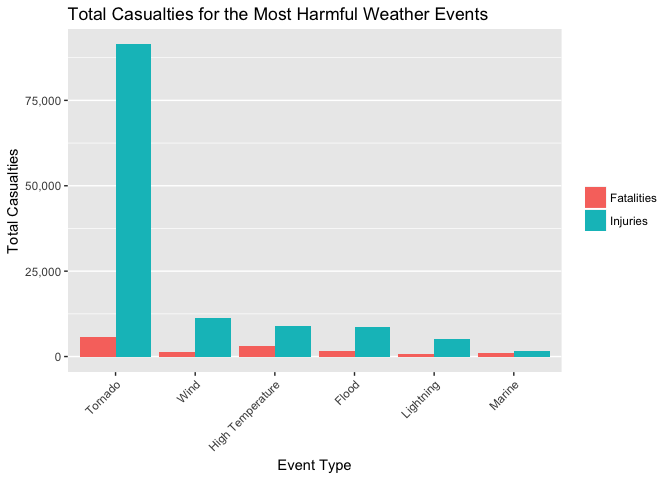 Total Casualties for the Most Harmful Weather Events
Total Casualties
75,000
50,000
25,000
0
Tornado
Wind
High Temperature
Flood
Lightning
Marine
Event Type
Fatalities
Injuries